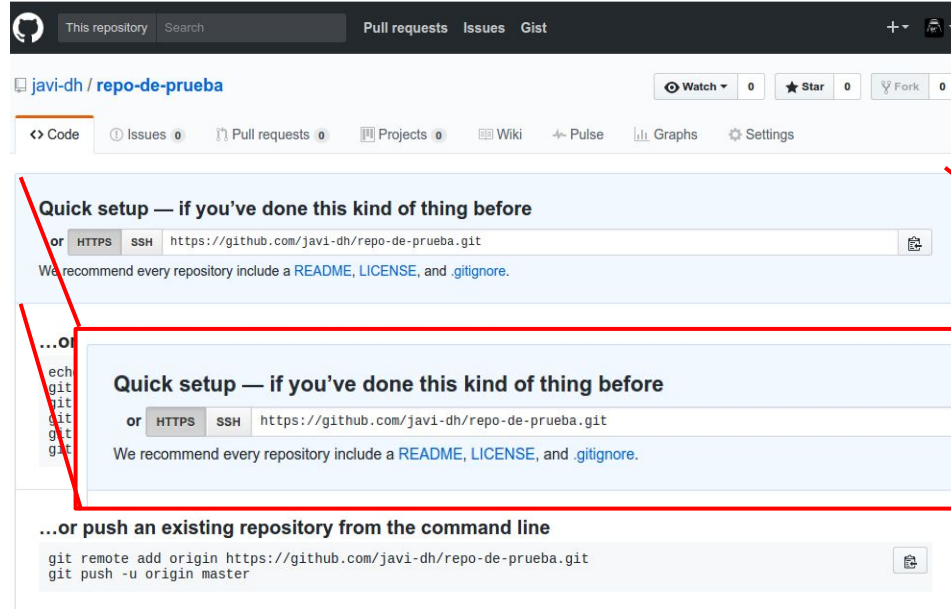 This repository Search Pull requests Issues Gist
javi-dh / repo-de-prueba Watch 0 Star 0 Fork 0
Code Issues 0 Pull requests 0 Projects 0 Wiki Pulse Graphs Settings
Quick setup — if you’ve done this kind of thing before
or HTTPS SSH https://github.com/javi-dh/repo-de-prueba.git
We recommend every repository include a README, LICENSE, and .gitignore.
…or
git
git
git
git
git
Quick setup — if you’ve done this kind of thing before
or HTTPS SSH https://github.com/javi-dh/repo-de-prueba.git
We recommend every repository include a README, LICENSE, and .gitignore.
…or push an existing repository from the command line
git remote add origin https://github.com/javi-dh/repo-de-prueba.git
git push -u origin master